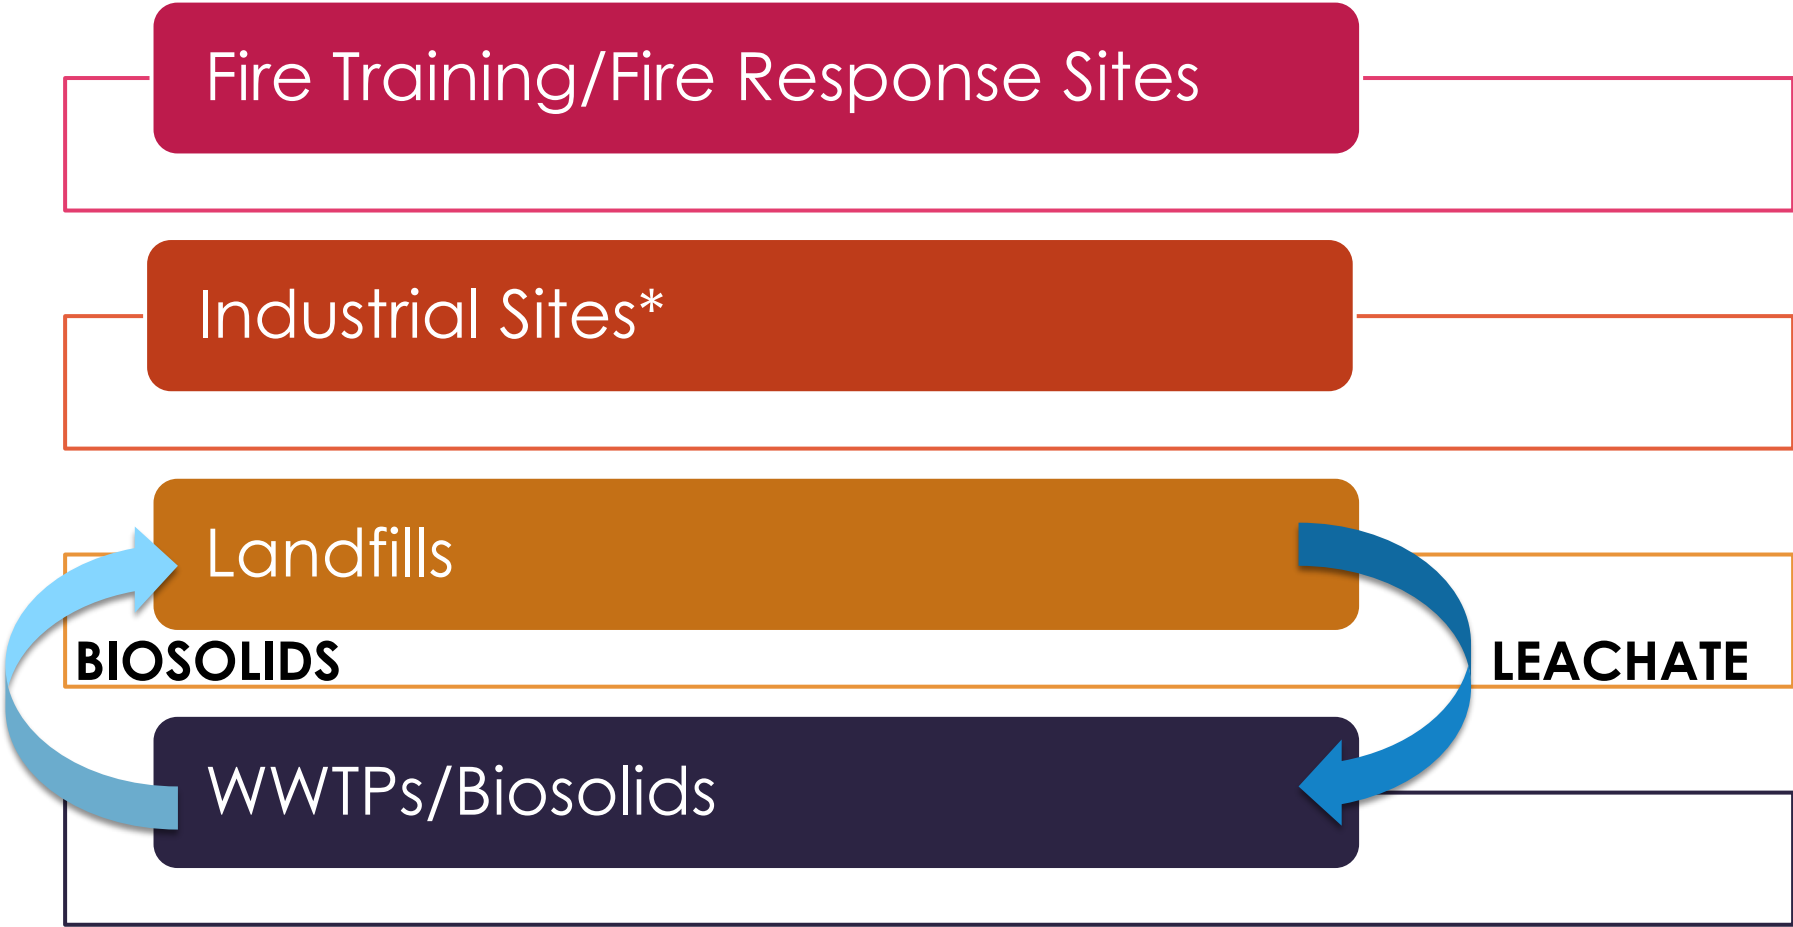 Fire Training/Fire Response Sites
Industrial Sites*
Landfills
BIOSOLIDS
LEACHATE
WWTPs/Biosolids